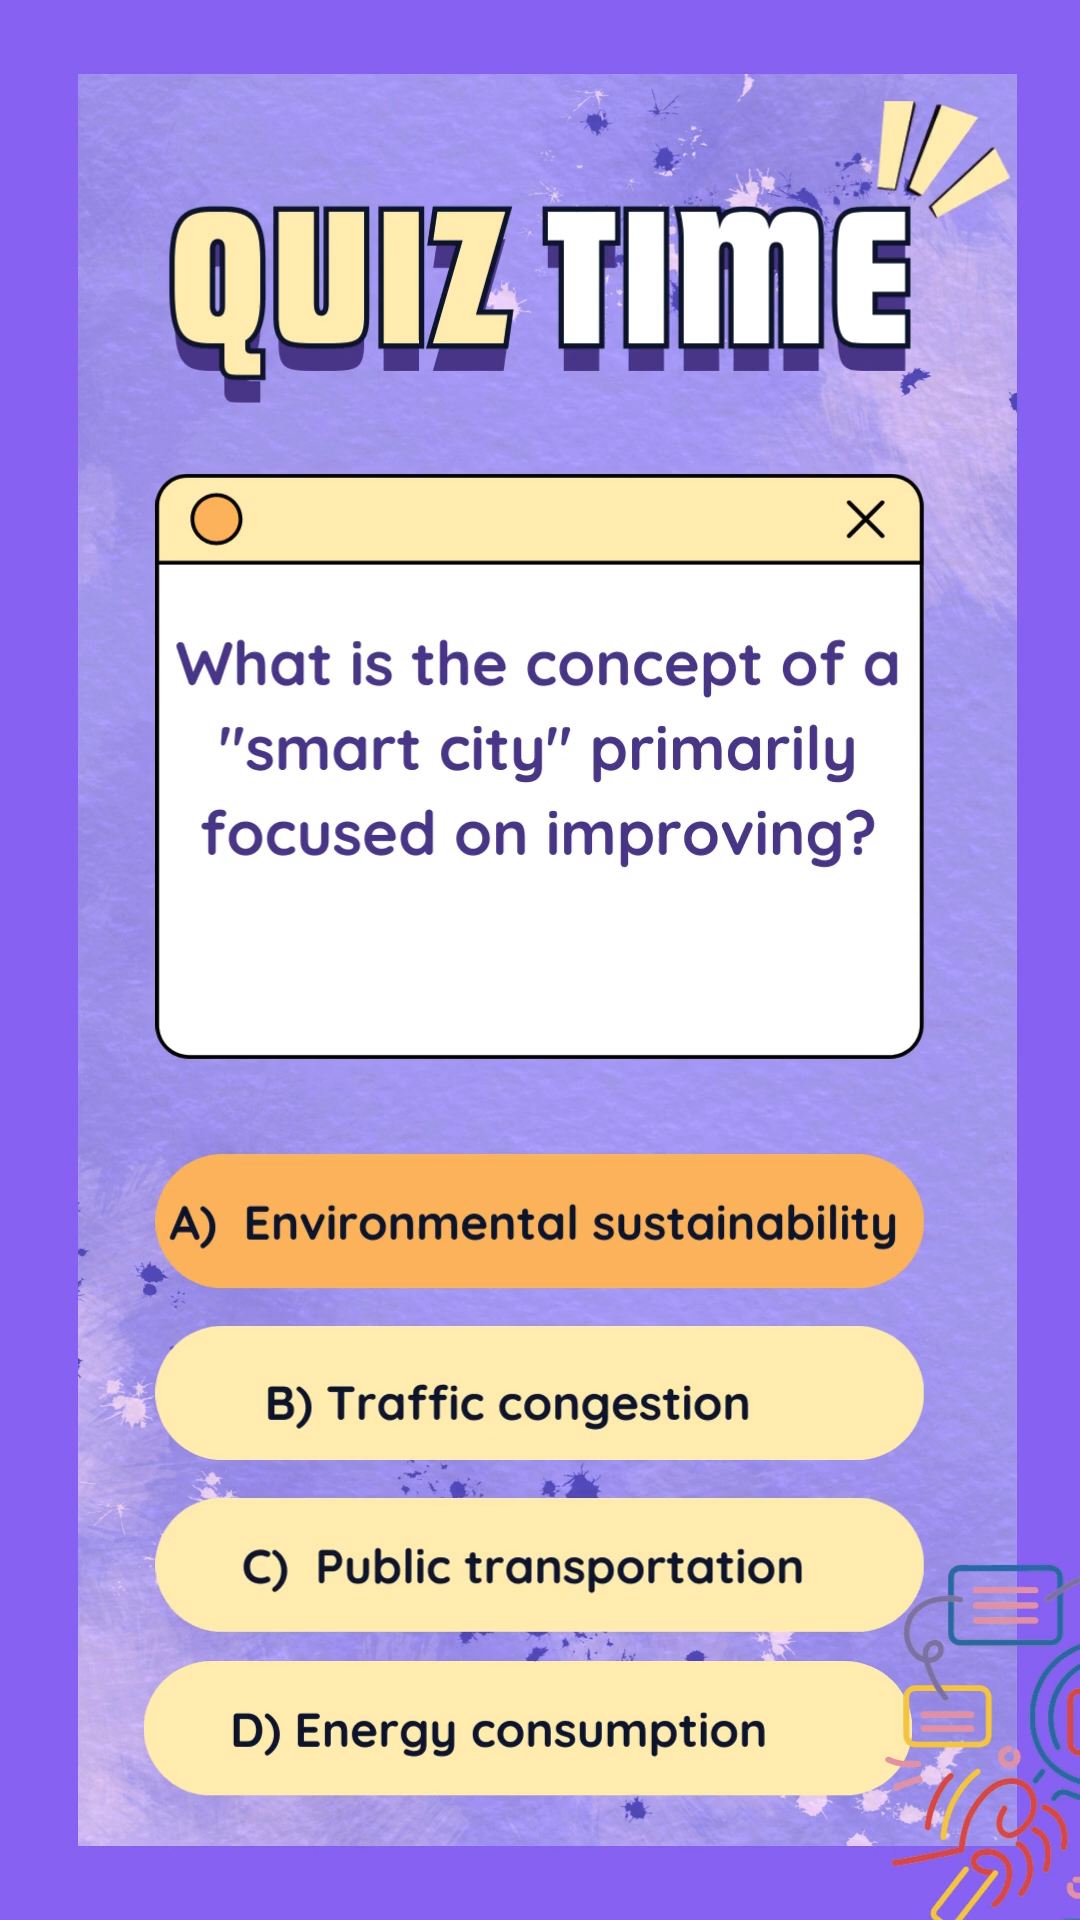 QUIZ TIME
What is the concept of a
"smart city" primarily
focused on improving?
A) Environmental sustainability
B) Traffic congestion
C) Public transportation
D) Energy consumption